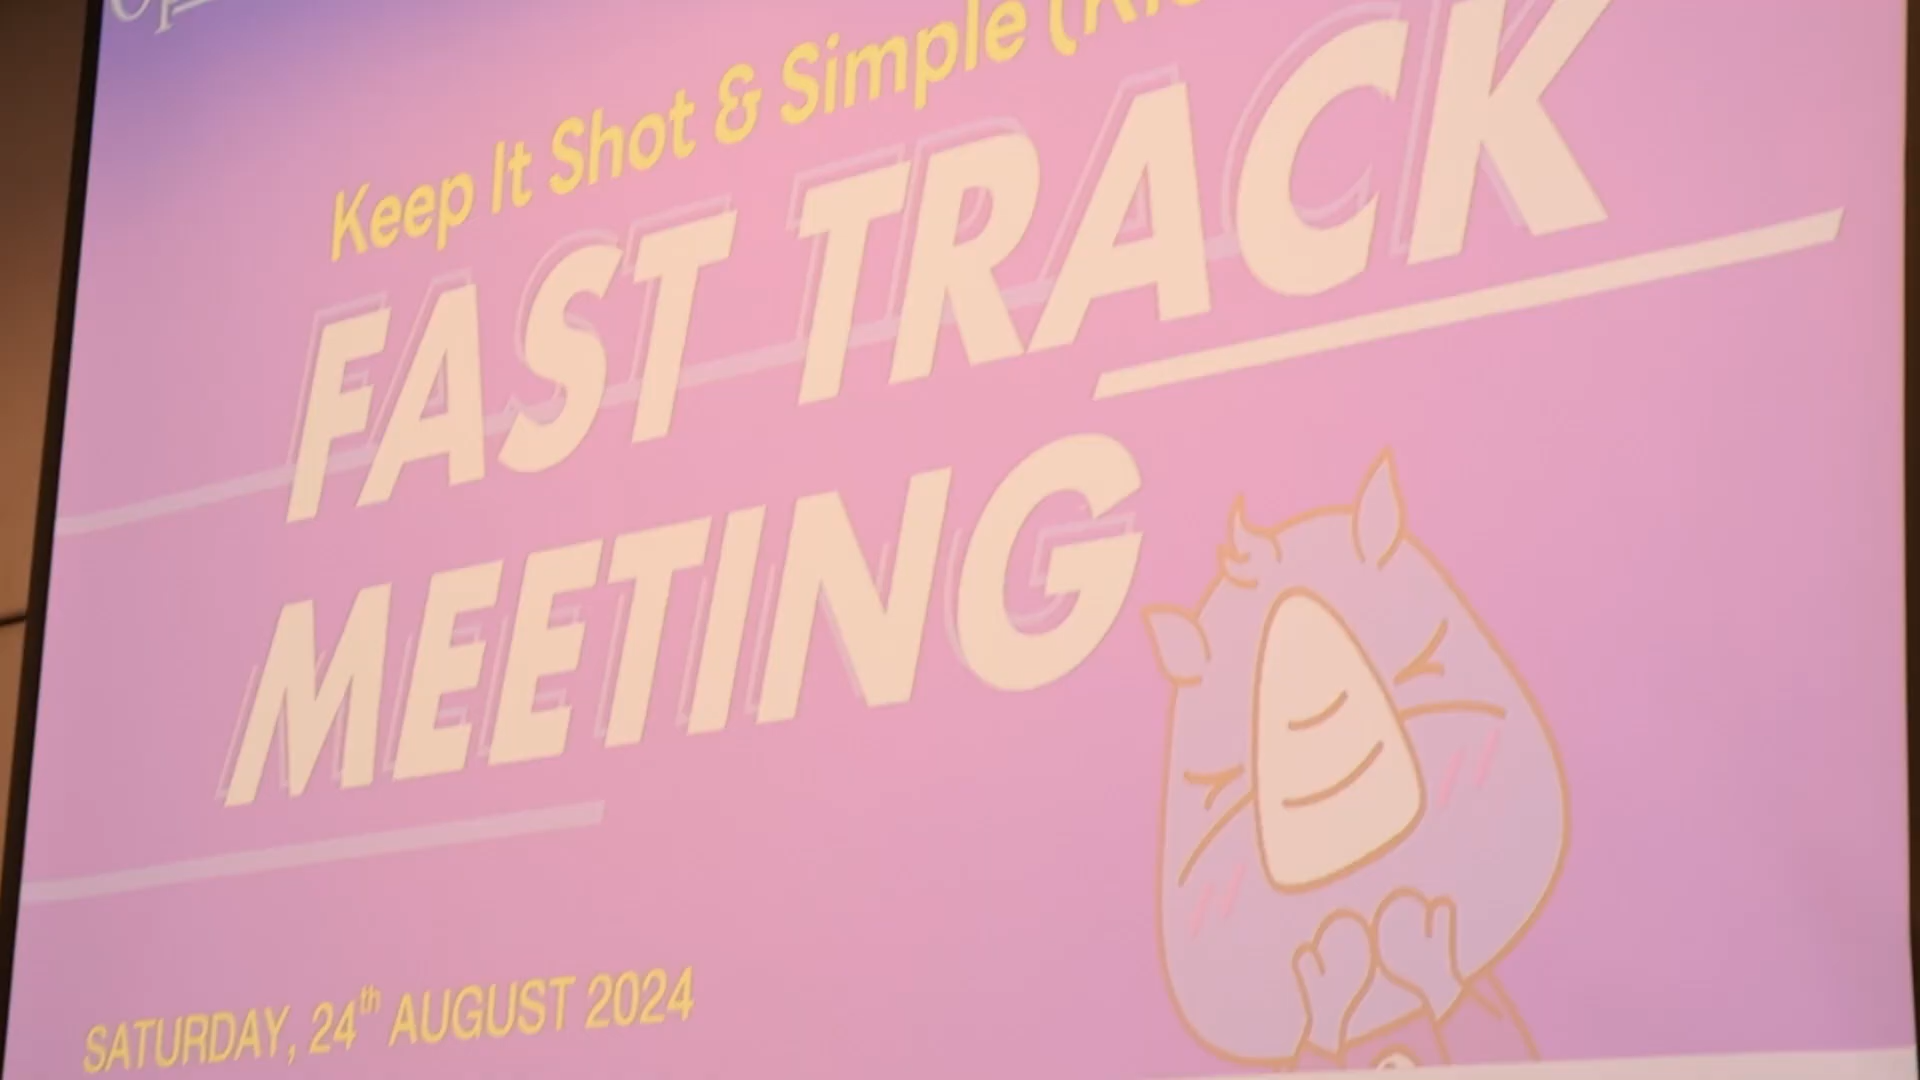 Keep It Shot & Simple
FAST TRACK
MEETING
SATURDAY, 24th AUGUST 2024